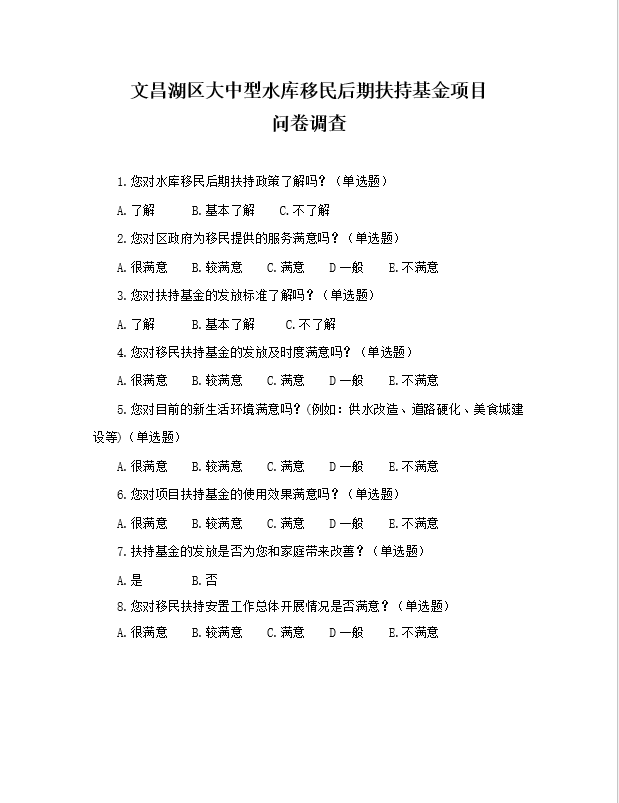 文昌湖区大中型水库移民后期扶持基金项目
问卷调查
1.您对水库移民后期扶持政策了解吗？（单选题）
A.了解 B.基本了解 C.不了解
2.您对区政府为移民提供的服务满意吗？（单选题）
A.很满意 B.较满意 C.满意 D一般 E.不满意
3.您对扶持基金的发放标准了解吗？（单选题）
A.了解 B.基本了解 C.不了解
4.您对移民扶持基金的发放及时度满意吗？（单选题）
A.很满意 B.较满意 C.满意 D一般 E.不满意
5.您对目前的新生活环境满意吗？(例如：供水改造、道路硬化、美食城建
设等)（单选题）
A.很满意 B.较满意 C.满意 D一般 E.不满意
6.您对项目扶持基金的使用效果满意吗？（单选题）
A.很满意 B.较满意 C.满意 D一般 E.不满意
7.扶持基金的发放是否为您和家庭带来改善？（单选题）
A.是 B.否
8.您对移民扶持安置工作总体开展情况是否满意？（单选题）
A.很满意 B.较满意 C.满意 D一般 E.不满意